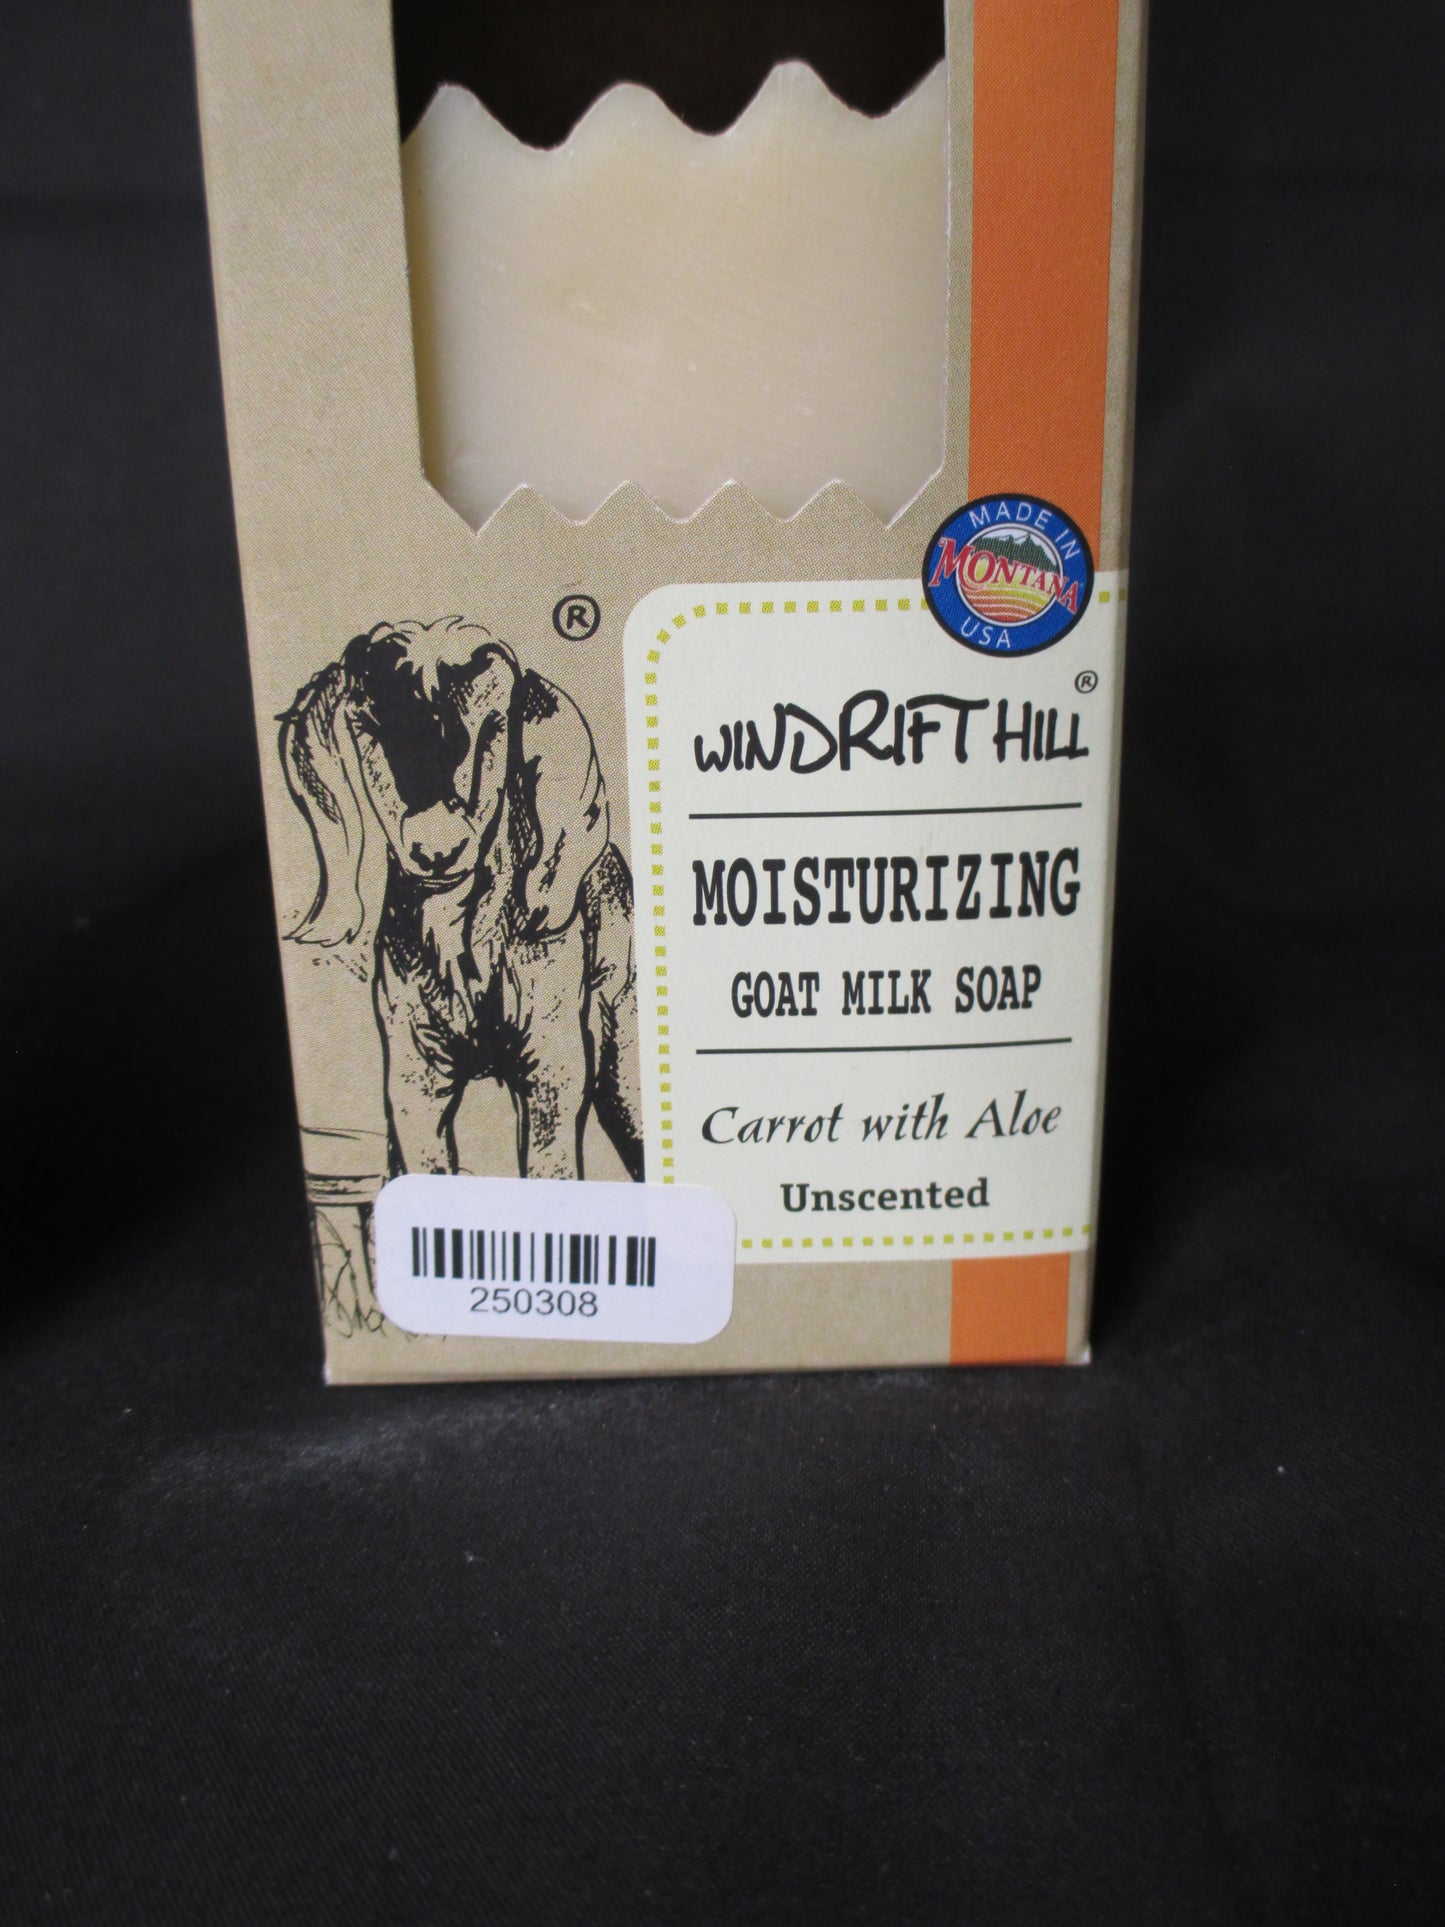 MADE IN
MONTANA
USA
®
®
WINDRIFT HILL
MOISTURIZING
GOAT MILK SOAP
Carrot with Aloe
Unscented
250308